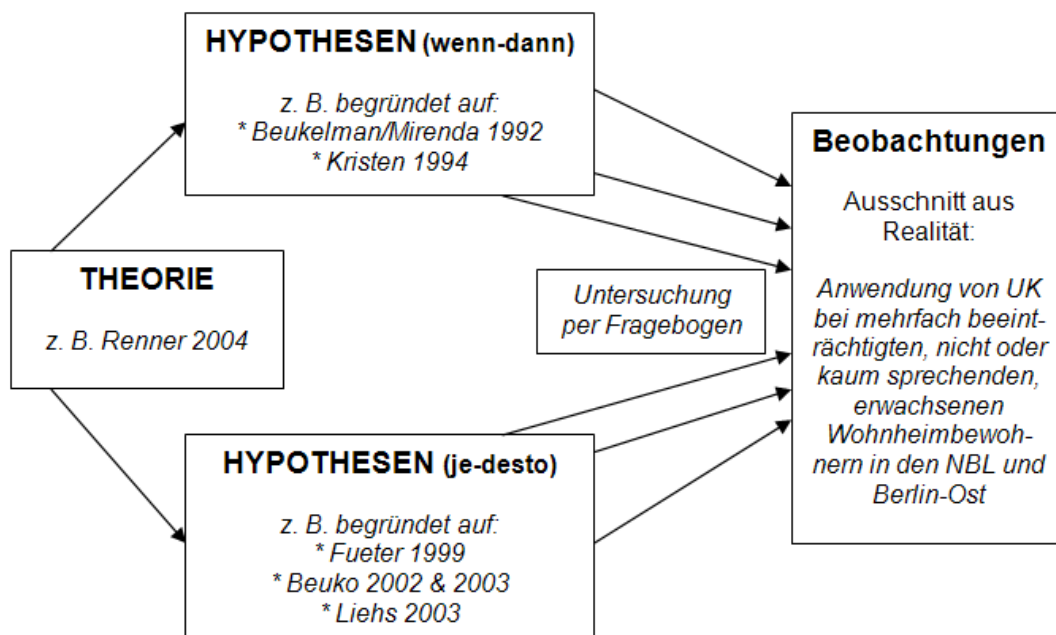 HYPOTHESEN (wenn-dann)
z. B. begründet auf:
* Beukelman/Mirenda 1992
* Kristen 1994
THEORIE
z. B. Renner 2004
Untersuchung
per Fragebogen
HYPOTHESEN (je-desto)
z. B. begründet auf:
* Fueter 1999
* Beuko 2002 & 2003
* Liehs 2003
Beobachtungen
Ausschnitt aus
Realität:
Anwendung von UK
bei mehrfach beeint-
rächtigten, nicht oder
kaum sprechenden,
erwachsenen
Wohnheimbewoh-
nern in den NBL und
Berlin-Ost